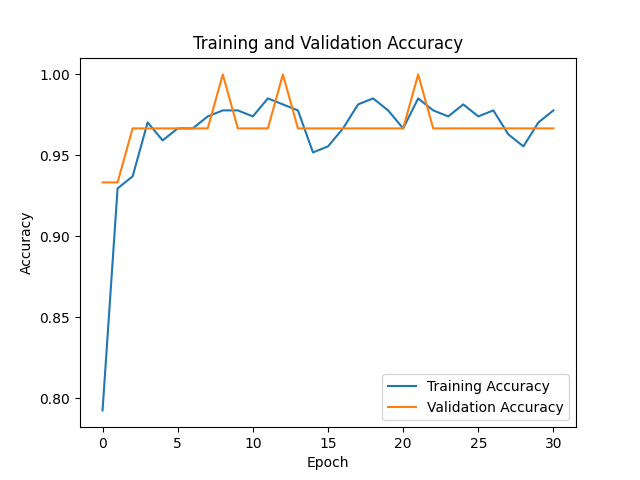 Training and Validation Accuracy
1.00
0.95
0.90
0.85
0.80
Accuracy
Training Accuracy
Validation Accuracy
0 5 10 15 20 25 30
Epoch